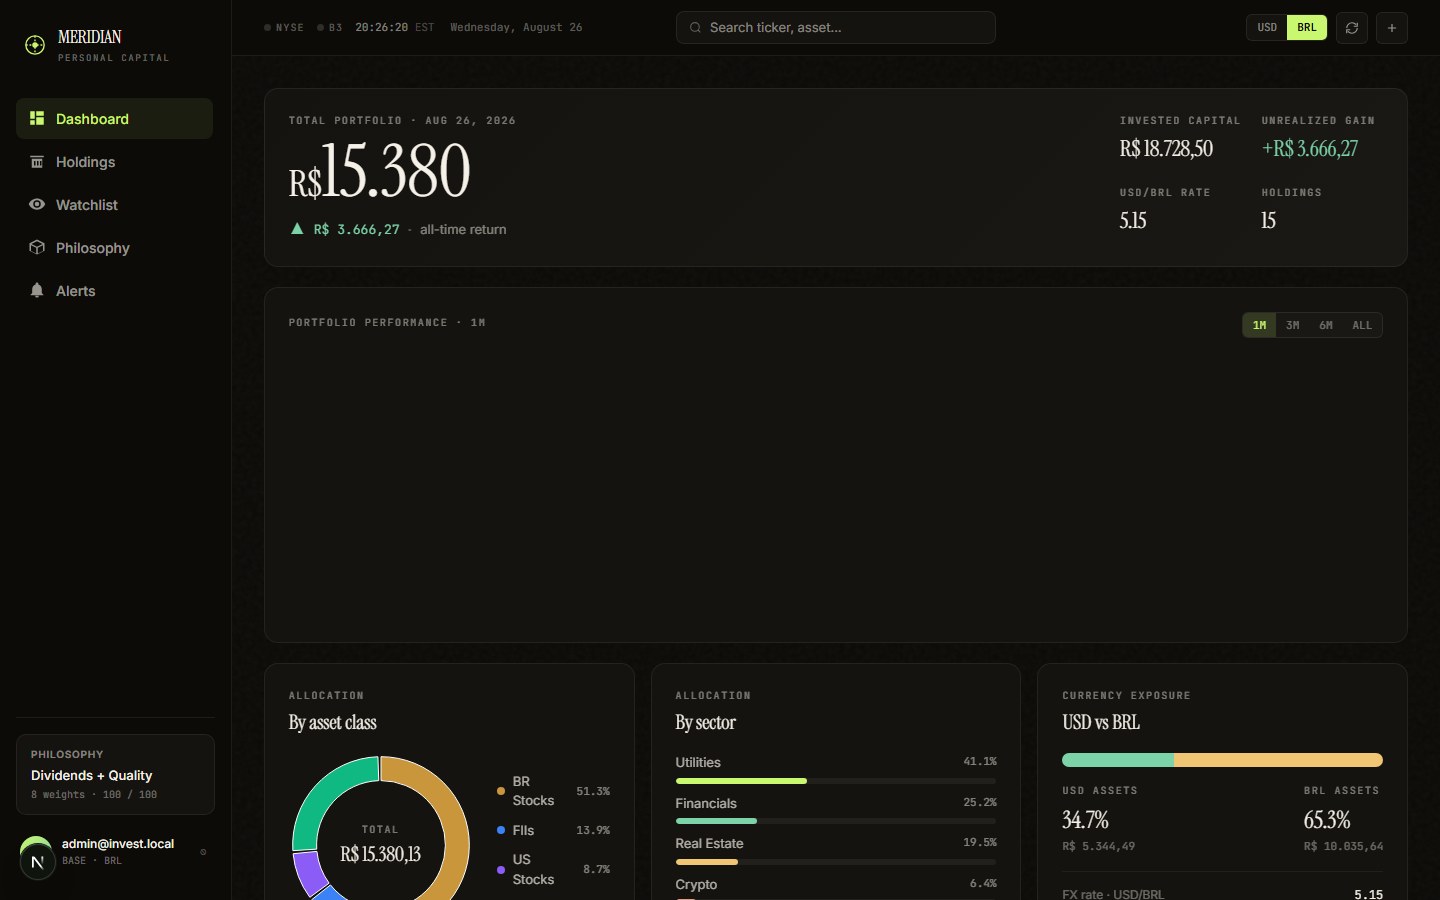 MERIDIAN
PERSONAL CAPITAL
NYSE
B3
20:26:20 EST
Wednesday, August 26
Search ticker, asset...
USD
BRL
Dashboard
Holdings
Watchlist
Philosophy
Alerts
TOTAL PORTFOLIO · AUG 26, 2026
R$15.380
▲ R$ 3.666,27 · all-time return
INVESTED CAPITAL
R$ 18.728,50
UNREALIZED GAIN
+R$ 3.666,27
USD/BRL RATE
5.15
HOLDINGS
15
PORTFOLIO PERFORMANCE · 1M
1M
3M
6M
ALL
ALLOCATION
By asset class
TOTAL
R$ 15.380,13
BR Stocks 51.3%
FIIs 13.9%
US Stocks 8.7%
ALLOCATION
By sector
Utilities 41.1%
Financials 25.2%
Real Estate 19.5%
Crypto 6.4%
CURRENCY EXPOSURE
USD vs BRL
USD ASSETS
34.7%
R$ 5.344,49
BRL ASSETS
65.3%
R$ 10.035,64
FX rate · USD/BRL 5.15
PHILOSOPHY
Dividends + Quality
8 weights · 100 / 100
admin@invest.local
BASE · BRL
N